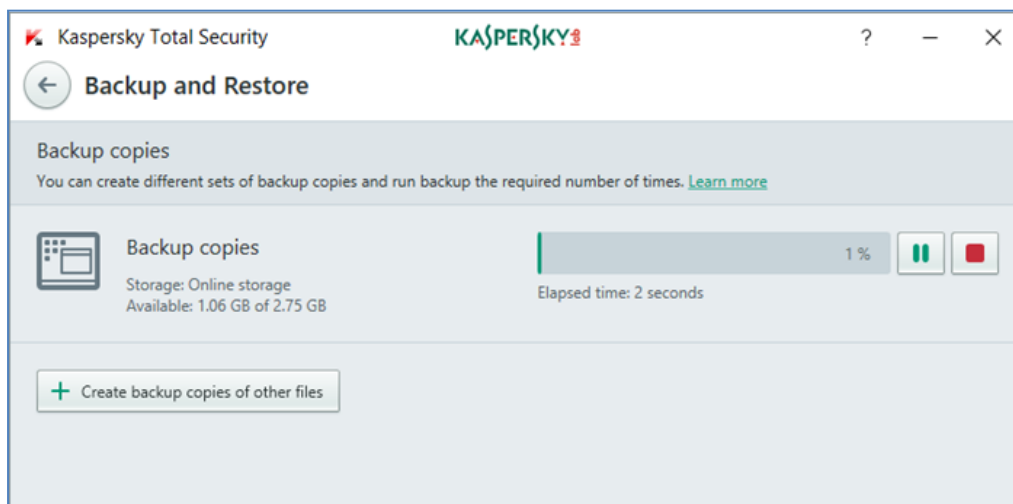 Kaspersky Total Security
KASPERSKY lab
?
Backup and Restore
Backup copies
You can create different sets of backup copies and run backup the required number of times. Learn more
Backup copies
1 %
Storage: Online storage
Elapsed time: 2 seconds
Available: 1.06 GB of 2.75 GB
+ Create backup copies of other files